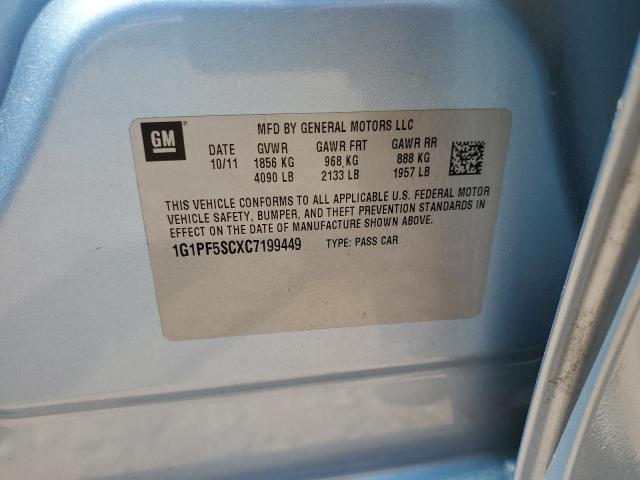 GM
MFD BY GENERAL MOTORS LLC
DATE GVWR GAWR FRT GAWR RR
10/11 1856 KG 968 KG 888 KG
4090 LB 2133 LB 1957 LB
THIS VEHICLE CONFORMS TO ALL APPLICABLE U.S. FEDERAL MOTOR
VEHICLE SAFETY, BUMPER, AND THEFT PREVENTION STANDARDS IN
EFFECT ON THE DATE OF MANUFACTURE SHOWN ABOVE.
1G1PF5SCXC7199449 TYPE: PASS CAR